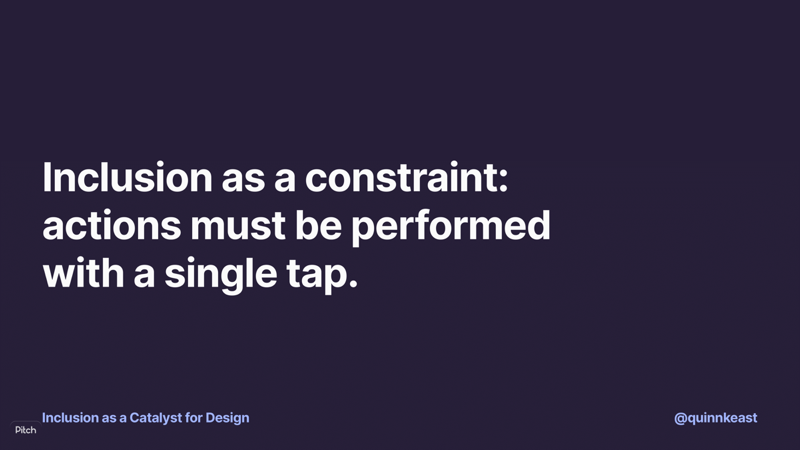 Inclusion as a constraint:
actions must be performed
with a single tap.
Inclusion as a Catalyst for Design
@quinnkeast
Pitch